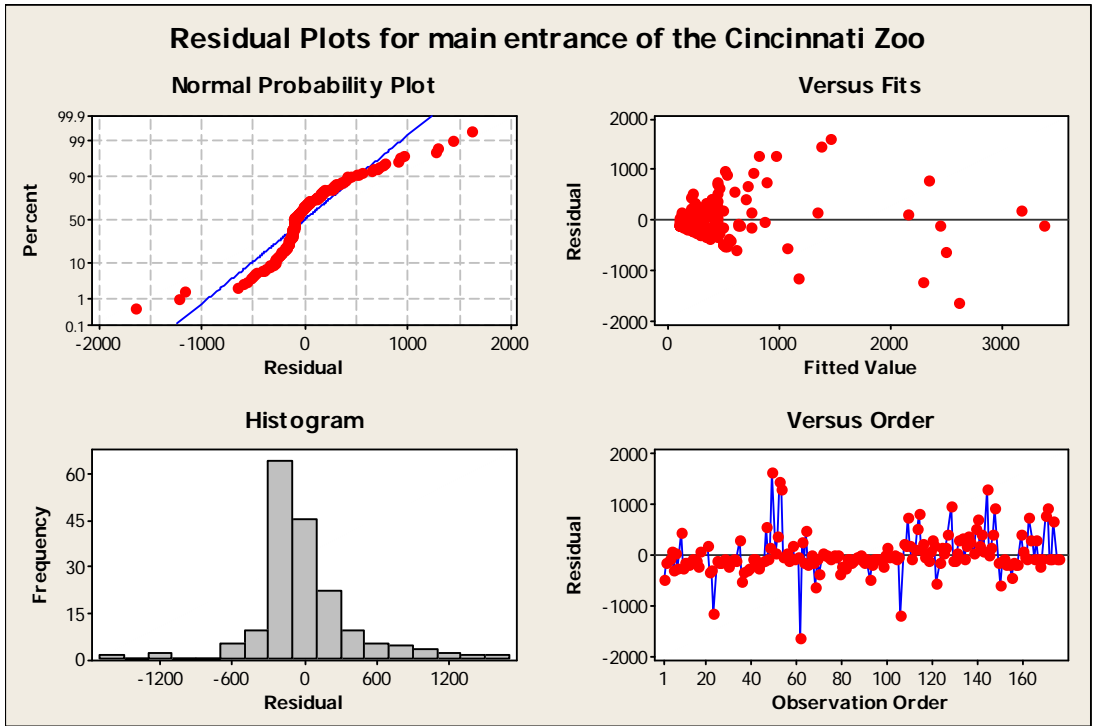 Residual Plots for main entrance of the Cincinnati Zoo
Normal Probability Plot
99.9
99
90
50
10
1
0.1
Percent
-2000 -1000 0 1000 2000
Residual
Versus Fits
2000
1000
0
-1000
-2000
Residual
0 1000 2000 3000
Fitted Value
Histogram
60
45
30
15
0
Frequency
-1200 -600 0 600 1200
Residual
Versus Order
2000
1000
0
-1000
-2000
Residual
1 20 40 60 80 100 120 140 160
Observation Order